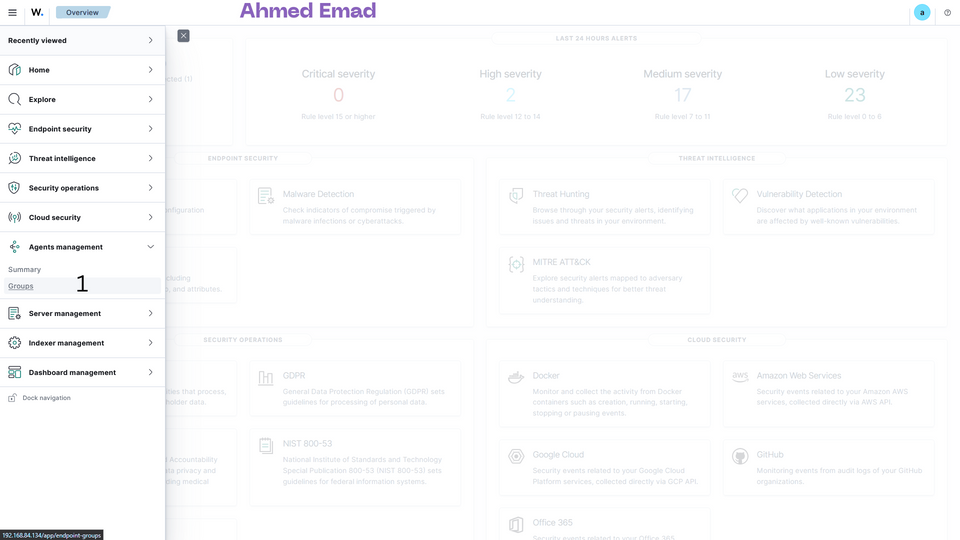 Ahmed Emad
W.
Overview
a
Recently viewed
Home
Explore
Endpoint security
Threat intelligence
Security operations
Cloud security
Agents management
Summary
Groups
1
Server management
Indexer management
Dashboard management
Dock navigation
192.168.84.134/app/endpoint-groups
cted (1)
LAST 24 HOURS ALERTS
Critical severity
0
Rule level 15 or higher
High severity
2
Rule level 12 to 14
Medium severity
17
Rule level 7 to 11
Low severity
23
Rule level 0 to 6
ENDPOINT SECURITY
nfiguration
Malware Detection
Check indicators of compromise triggered by
malware infections or cyberattacks.
cluding
, and attributes.
THREAT INTELLIGENCE
Threat Hunting
Browse through your security alerts, identifying
issues and threats in your environment.
Vulnerability Detection
Discover what applications in your environment
are affected by well-known vulnerabilities.
MITRE ATT&CK
Explore security alerts mapped to adversary
tactics and techniques for better threat
understanding.
SECURITY OPERATIONS
ties that process,
holder data.
GDPR
General Data Protection Regulation (GDPR) sets
guidelines for processing of personal data.
Accountability
ta privacy and
ding medical
NIST 800-53
National Institute of Standards and Technology
Special Publication 800-53 (NIST 800-53) sets
guidelines for federal information systems.
CLOUD SECURITY
Docker
Monitor and collect the activity from Docker
containers such as creation, running, starting,
stopping or pausing events.
aws
Amazon Web Services
Security events related to your Amazon AWS
services, collected directly via AWS API.
Google Cloud
Security events related to your Google Cloud
Platform services, collected directly via GCP API.
GitHub
Monitoring events from audit logs of your GitHub
organizations.
Office 365
Security events related to your Office 365